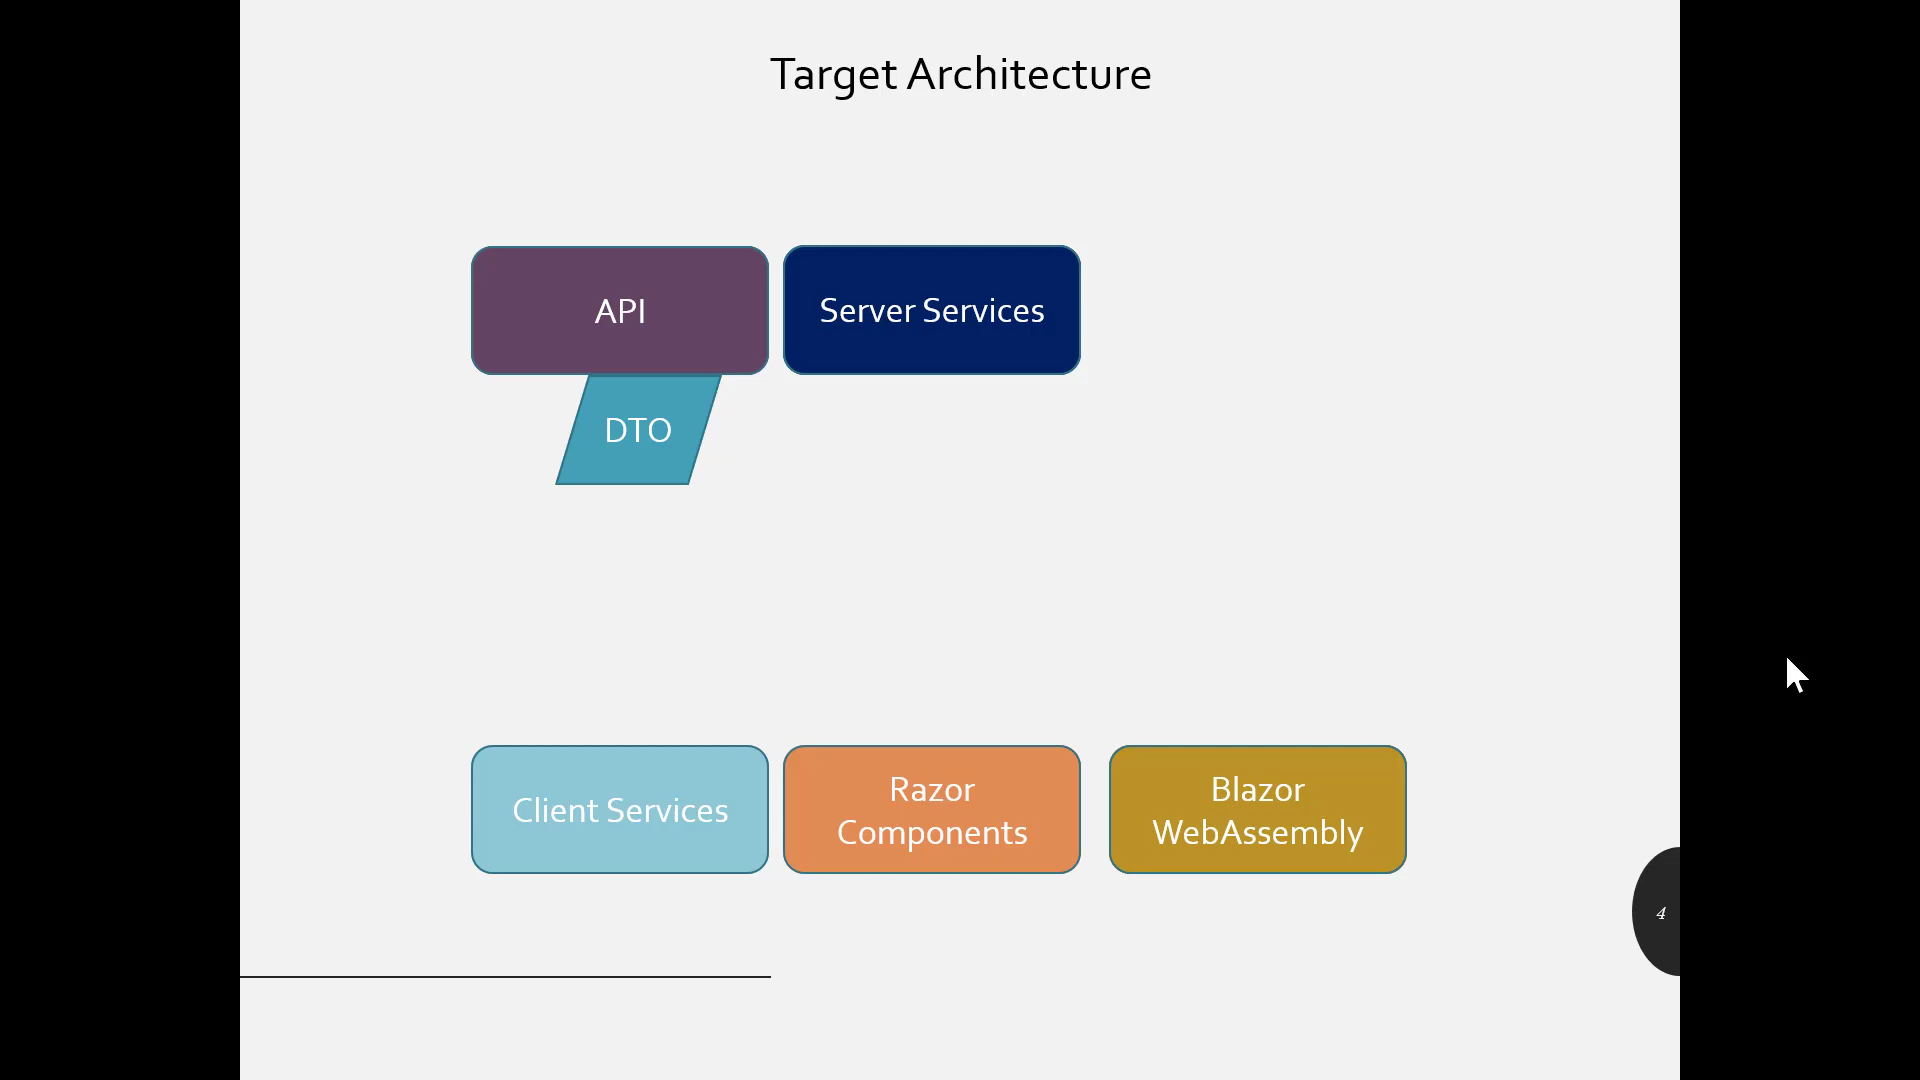 Target Architecture
API
Server Services
DTO
Client Services
Razor
Components
Blazor
WebAssembly
4